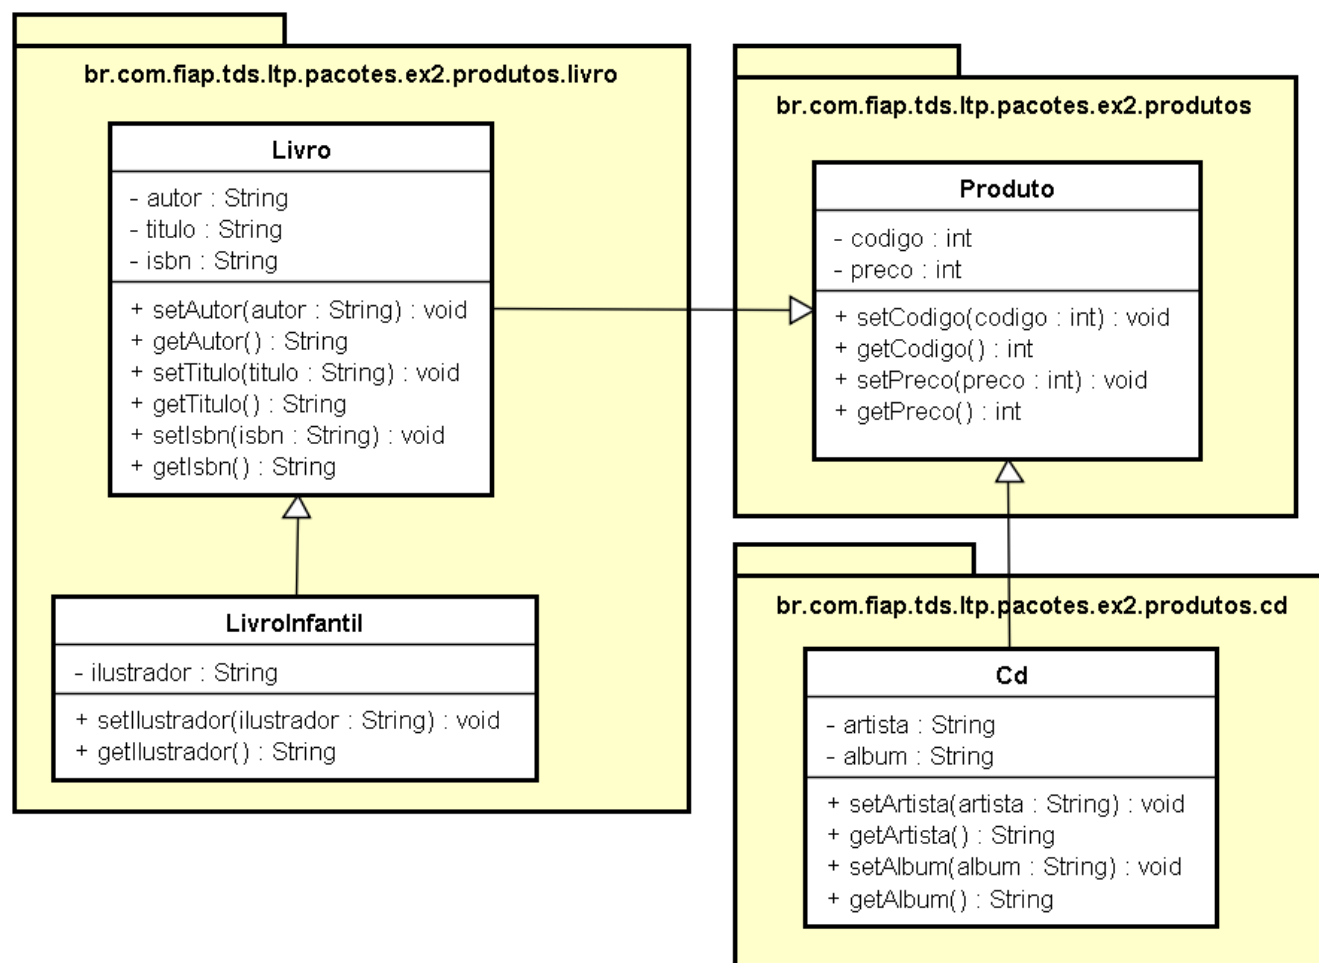 br.com.fiap.tds.ltp.pacotes.ex2.produtos.livro
Livro
- autor : String
- titulo : String
- isbn : String
+ setAutor(autor : String) : void
+ getAutor() : String
+ setTitulo(titulo : String) : void
+ getTitulo() : String
+ setIsbn(isbn : String) : void
+ getIsbn() : String
LivroInfantil
- ilustrador : String
+ setIlustrador(ilustrador : String) : void
+ getIlustrador() : String
br.com.fiap.tds.ltp.pacotes.ex2.produtos
Produto
- codigo : int
- preco : int
+ setCodigo(codigo : int) : void
+ getCodigo() : int
+ setPreco(preco : int) : void
+ getPreco() : int
br.com.fiap.tds.ltp.pacotes.ex2.produtos.cd
Cd
- artista : String
- album : String
+ setArtista(artista : String) : void
+ getArtista() : String
+ setAlbum(album : String) : void
+ getAlbum() : String